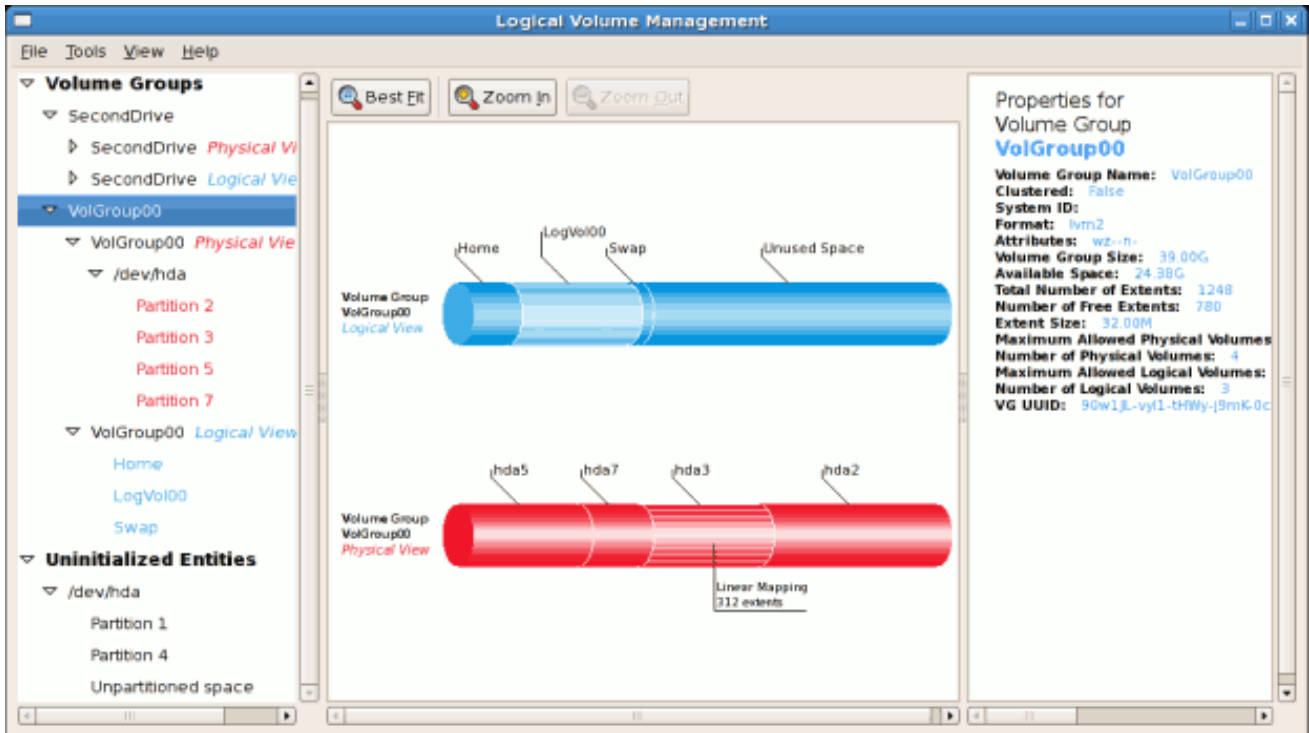 Logical Volume Management
File Tools View Help
Volume Groups
SecondDrive
SecondDrive Physical Vi
SecondDrive Logical Vie
VolGroup00
VolGroup00 Physical Vie
/dev/hda
Partition 2
Partition 3
Partition 5
Partition 7
VolGroup00 Logical View
Home
LogVol00
Swap
Uninitialized Entities
/dev/hda
Partition 1
Partition 4
Unpartitioned space
Best Fit Zoom In Zoom Out
Home LogVol00 Swap Unused Space
Volume Group
VolGroup00
Logical View
hda5 hda7 hda3 hda2
Volume Group
VolGroup00
Physical View
Linear Mapping
312 extents
Properties for
Volume Group
VolGroup00
Volume Group Name: VolGroup00
Clustered: False
System ID:
Format: lvm2
Attributes: wz--n-
Volume Group Size: 39.00G
Available Space: 24.38G
Total Number of Extents: 1248
Number of Free Extents: 780
Extent Size: 32.00M
Maximum Allowed Physical Volumes
Number of Physical Volumes: 4
Maximum Allowed Logical Volumes:
Number of Logical Volumes: 3
VG UUID: 90w1JL-vyl1-tHWy-j9mK-0c